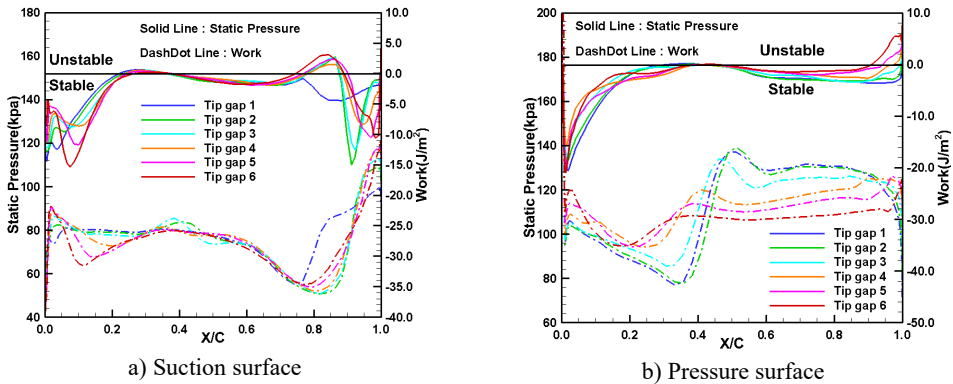 Solid Line : Static Pressure
DashDot Line : Work
Unstable
Stable
Tip gap 1
Tip gap 2
Tip gap 3
Tip gap 4
Tip gap 5
Tip gap 6
Static Pressure(kpa)
180
160
140
120
100
80
60
40
0.0
0.2
0.4
0.6
0.8
1.0
X/C
10.0
5.0
0.0
-5.0
-10.0
-15.0
-20.0
-25.0
-30.0
-35.0
-40.0
Work(J/m²)
a) Suction surface
Solid Line : Static Pressure
DashDot Line : Work
Unstable
Stable
Tip gap 1
Tip gap 2
Tip gap 3
Tip gap 4
Tip gap 5
Tip gap 6
Static Pressure(kpa)
200
180
160
140
120
100
80
60
0.0
0.2
0.4
0.6
0.8
1.0
X/C
10.0
0.0
-10.0
-20.0
-30.0
-40.0
-50.0
Work(J/m²)
b) Pressure surface